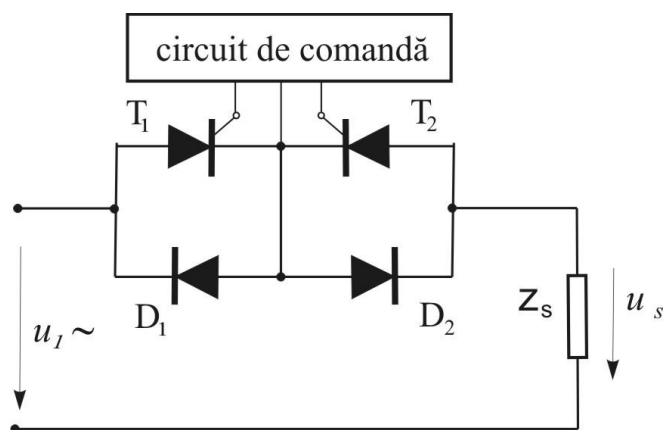 circuit de comandă
T1 T2
D1 D2
u1 ~
Zs
us